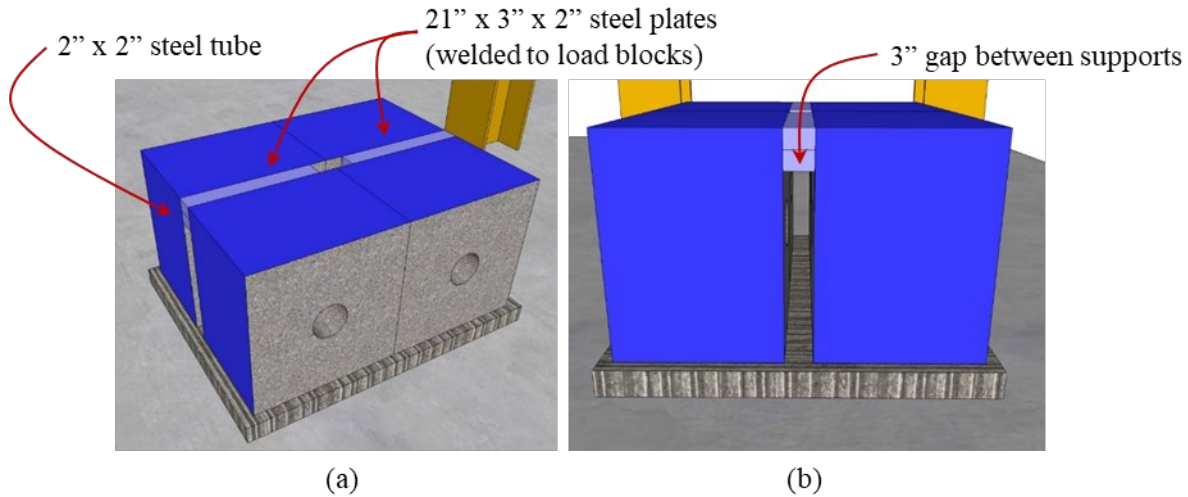 21” x 3” x 2” steel plates
(welded to load blocks)
2” x 2” steel tube
3” gap between supports
(a)
(b)